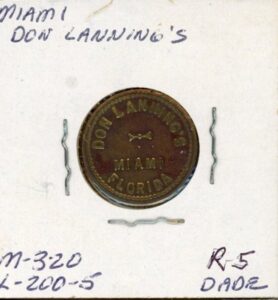 MIAMI
DON LANNING'S
DON LANNING'S
MIAMI
FLORIDA
M-320
L-200-5
R-5
DADE